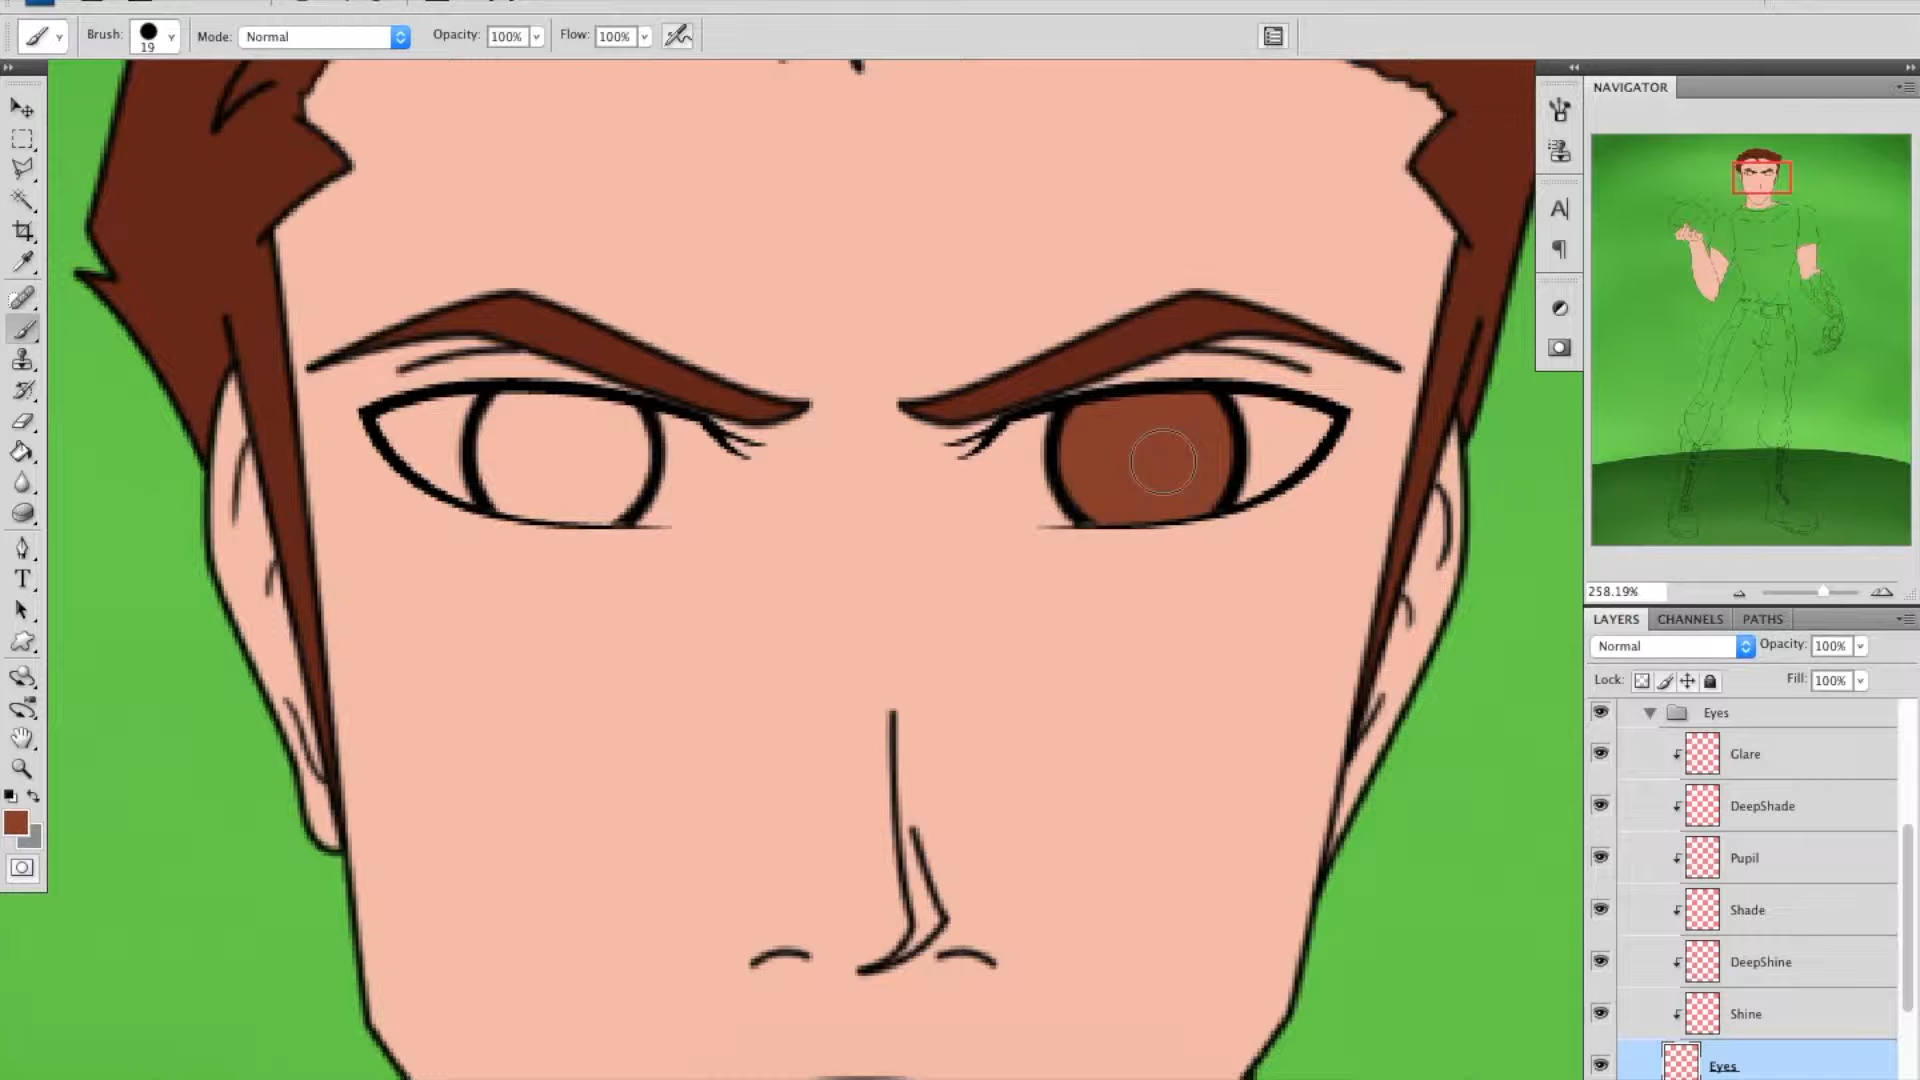 Brush: 19 Mode: Normal Opacity: 100% Flow: 100%
NAVIGATOR
258.19%
LAYERS CHANNELS PATHS
Normal Opacity: 100%
Lock: Fill: 100%
Eyes
Glare
DeepShade
Pupil
Shade
DeepShine
Shine
Eyes